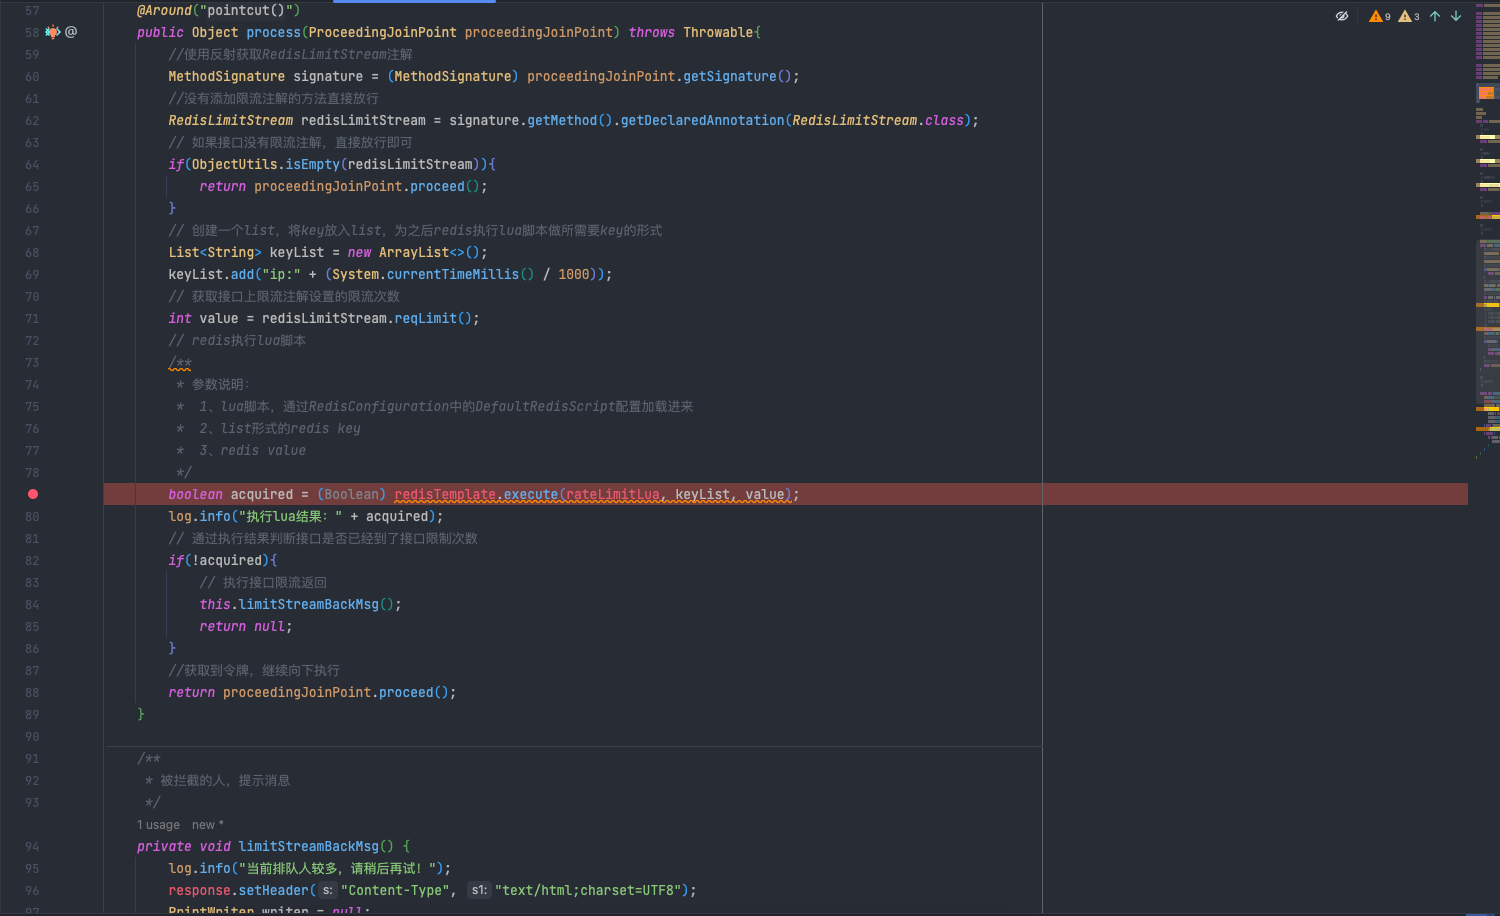 57 @Around("pointcut()")
58 @ public Object process(ProceedingJoinPoint proceedingJoinPoint) throws Throwable{
9 3
59 //使用反射获取RedisLimitStream注解
60 MethodSignature signature = (MethodSignature) proceedingJoinPoint.getSignature();
61 //没有添加限流注解的方法直接放行
62 RedisLimitStream redisLimitStream = signature.getMethod().getDeclaredAnnotation(RedisLimitStream.class);
63 // 如果接口没有限流注解，直接放行即可
64 if(ObjectUtils.isEmpty(redisLimitStream)){
65 return proceedingJoinPoint.proceed();
66 }
67 // 创建一个list，将key放入list，为之后redis执行lua脚本做所需要key的形式
68 List<String> keyList = new ArrayList<>();
69 keyList.add("ip:" + (System.currentTimeMillis() / 1000));
70 // 获取接口上限流注解设置的限流次数
71 int value = redisLimitStream.reqLimit();
72 // redis执行lua脚本
73 /**
74 * 参数说明：
75 * 1、lua脚本，通过RedisConfiguration中的DefaultRedisScript配置加载进来
76 * 2、list形式的redis key
77 * 3、redis value
78 */
boolean acquired = (Boolean) redisTemplate.execute(rateLimitLua, keyList, value);
80 log.info("执行lua结果：" + acquired);
81 // 通过执行结果判断接口是否已经到了接口限制次数
82 if(!acquired){
83 // 执行接口限流返回
84 this.limitStreamBackMsg();
85 return null;
86 }
87 //获取到令牌，继续向下执行
88 return proceedingJoinPoint.proceed();
89 }
90
91 /**
92 * 被拦截的人，提示消息
93 */
1 usage new *
94 private void limitStreamBackMsg() {
95 log.info("当前排队人较多，请稍后再试！");
96 response.setHeader( s: "Content-Type", s1: "text/html;charset=UTF8");
97 PrintWriter writer = null;